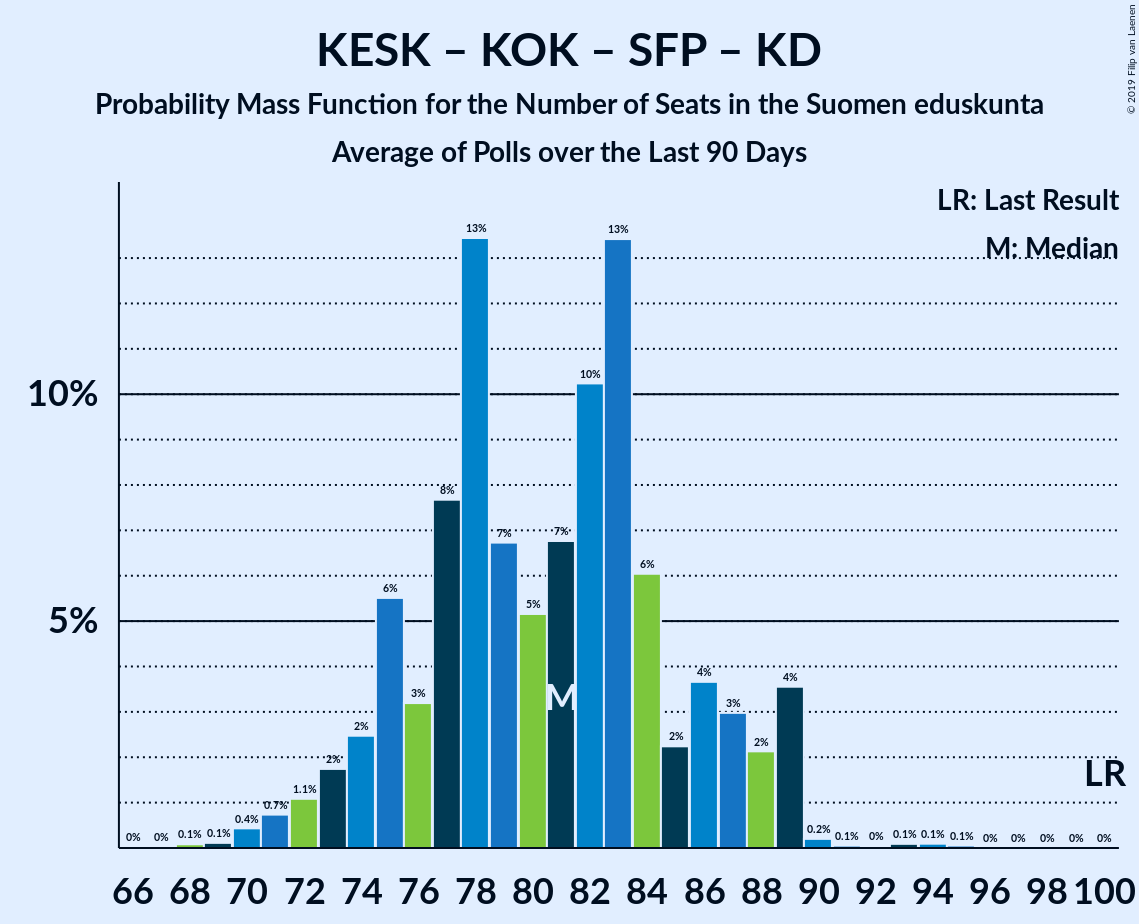 KESK – KOK – SFP – KD
Probability Mass Function for the Number of Seats in the Suomen eduskunta
Average of Polls over the Last 90 Days
© 2019 Filip van Laenen
LR: Last Result
M: Median
10%
5%
0% 0% 0.1% 0.1% 0.4% 0.7% 1.1% 2% 2% 6% 3% 8% 13% 7% 5% 7% 10% 13% 6% 2% 4% 3% 2% 4% 0.2% 0.1% 0% 0.1% 0.1% 0.1% 0% 0% 0% 0% 0%
M
LR
66 68 70 72 74 76 78 80 82 84 86 88 90 92 94 96 98 100